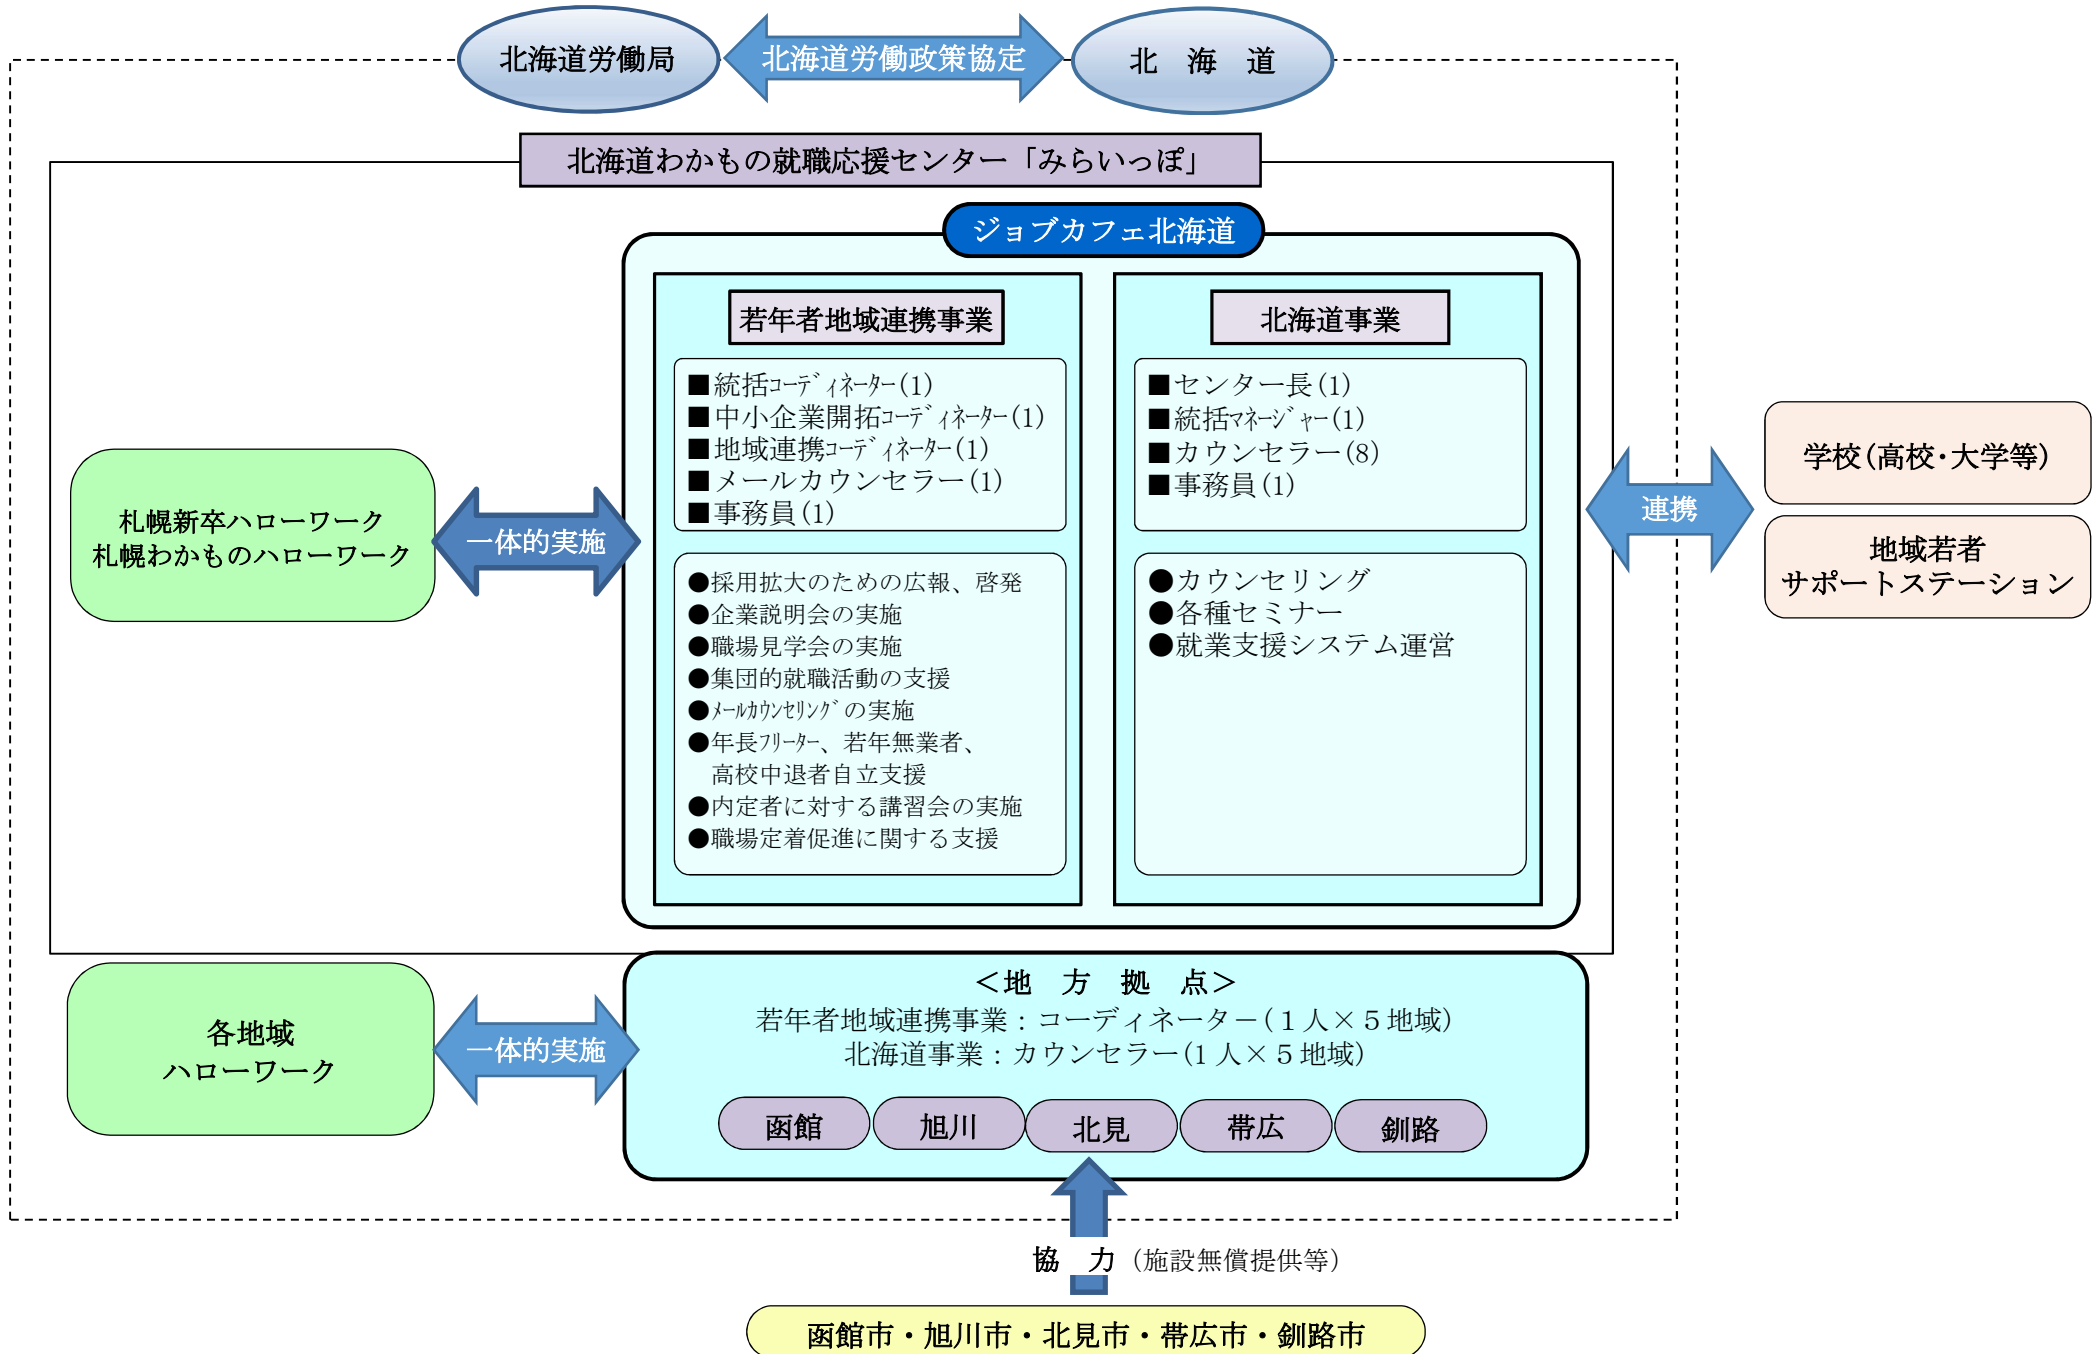 北海道労働局
北海道労働政策協定
北　海　道
北海道わかもの就職応援センター「みらいっぽ」
ジョブカフェ北海道
若年者地域連携事業
■統括ｺｰﾃﾞｨﾈｰﾀｰ(1)
■中小企業開拓ｺｰﾃﾞｨﾈｰﾀｰ(1)
■地域連携ｺｰﾃﾞｨﾈｰﾀｰ(1)
■メールカウンセラー(1)
■事務員(1)
●採用拡大のための広報、啓発
●企業説明会の実施
●職場見学会の実施
●集団的就職活動の支援
●ﾒｰﾙｶｳﾝｾﾘﾝｸﾞの実施
●年長ﾌﾘｰﾀｰ、若年無業者、
高校中退者自立支援
●内定者に対する講習会の実施
●職場定着促進に関する支援
北海道事業
■センター長(1)
■統括ﾏﾈｰｼﾞｬｰ(1)
■カウンセラー(8)
■事務員(1)
●カウンセリング
●各種セミナー
●就業支援システム運営
札幌新卒ハローワーク
札幌わかものハローワーク
一体的実施
連携
学校(高校・大学等)
地域若者
サポートステーション
各地域
ハローワーク
一体的実施
＜地　方　拠　点＞
若年者地域連携事業：コーディネーター(１人×５地域)
北海道事業：カウンセラー(1人×５地域)
函館
旭川
北見
帯広
釧路
協　力（施設無償提供等）
函館市・旭川市・北見市・帯広市・釧路市